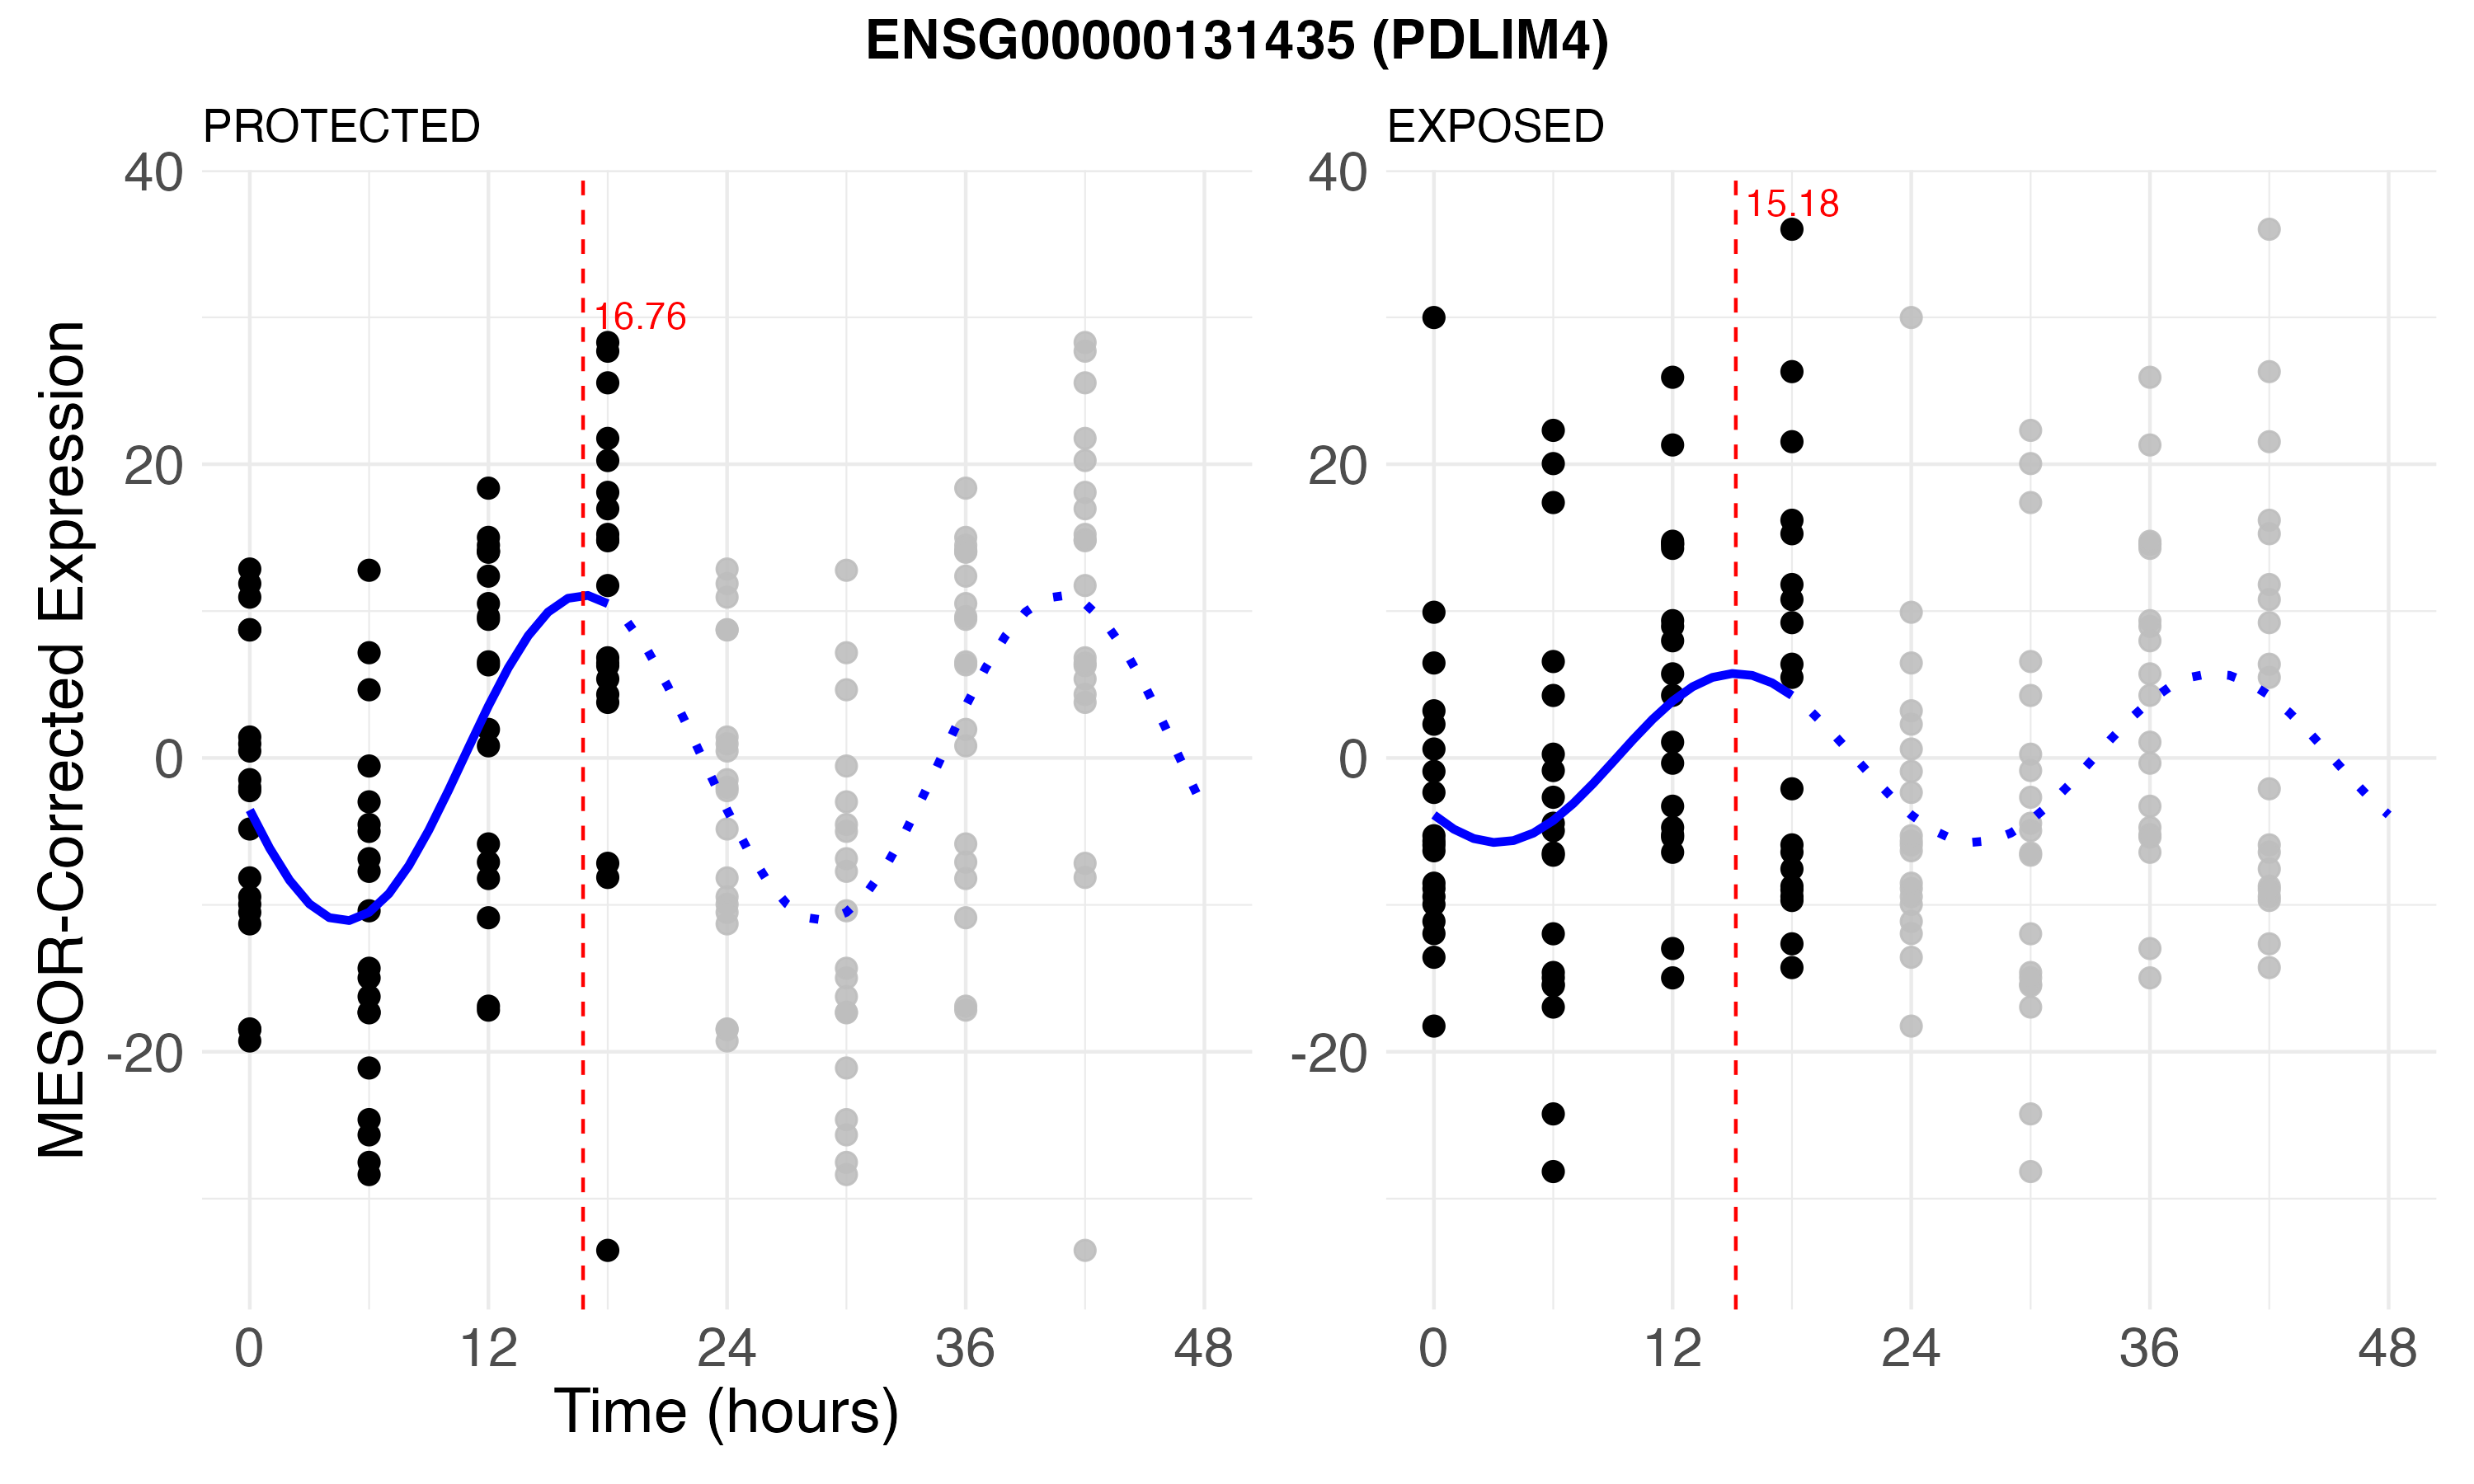 ENSG00000131435 (PDLIM4)
PROTECTED
EXPOSED
MESOR-Corrected Expression
40
20
0
-20
16.76
0 12 24 36 48
40
20
0
-20
15.18
0 12 24 36 48
Time (hours)